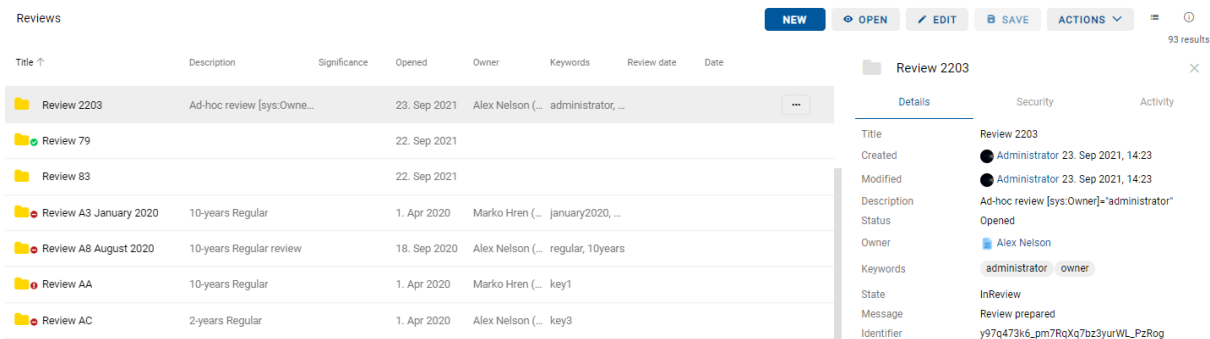 Reviews
NEW OPEN EDIT SAVE ACTIONS
93 results
Title ↑ Description Significance Opened Owner Keywords Review date Date
Review 2203 Ad-hoc review [sys:Owne... 23. Sep 2021 Alex Nelson (... administrator, ...
Review 79 22. Sep 2021
Review 83 22. Sep 2021
Review A3 January 2020 10-years Regular 1. Apr 2020 Marko Hren (... january2020, ...
Review A8 August 2020 10-years Regular review 18. Sep 2020 Alex Nelson (... regular, 10years
Review AA 10-years Regular 1. Apr 2020 Marko Hren (... key1
Review AC 2-years Regular 1. Apr 2020 Alex Nelson (... key3
Review 2203
Details Security Activity
Title Review 2203
Created Administrator 23. Sep 2021, 14:23
Modified Administrator 23. Sep 2021, 14:23
Description Ad-hoc review [sys:Owner]="administrator"
Status Opened
Owner Alex Nelson
Keywords administrator owner
State InReview
Message Review prepared
Identifier y97q473k6_pm7RqXq7bz3yurWL_PzRog